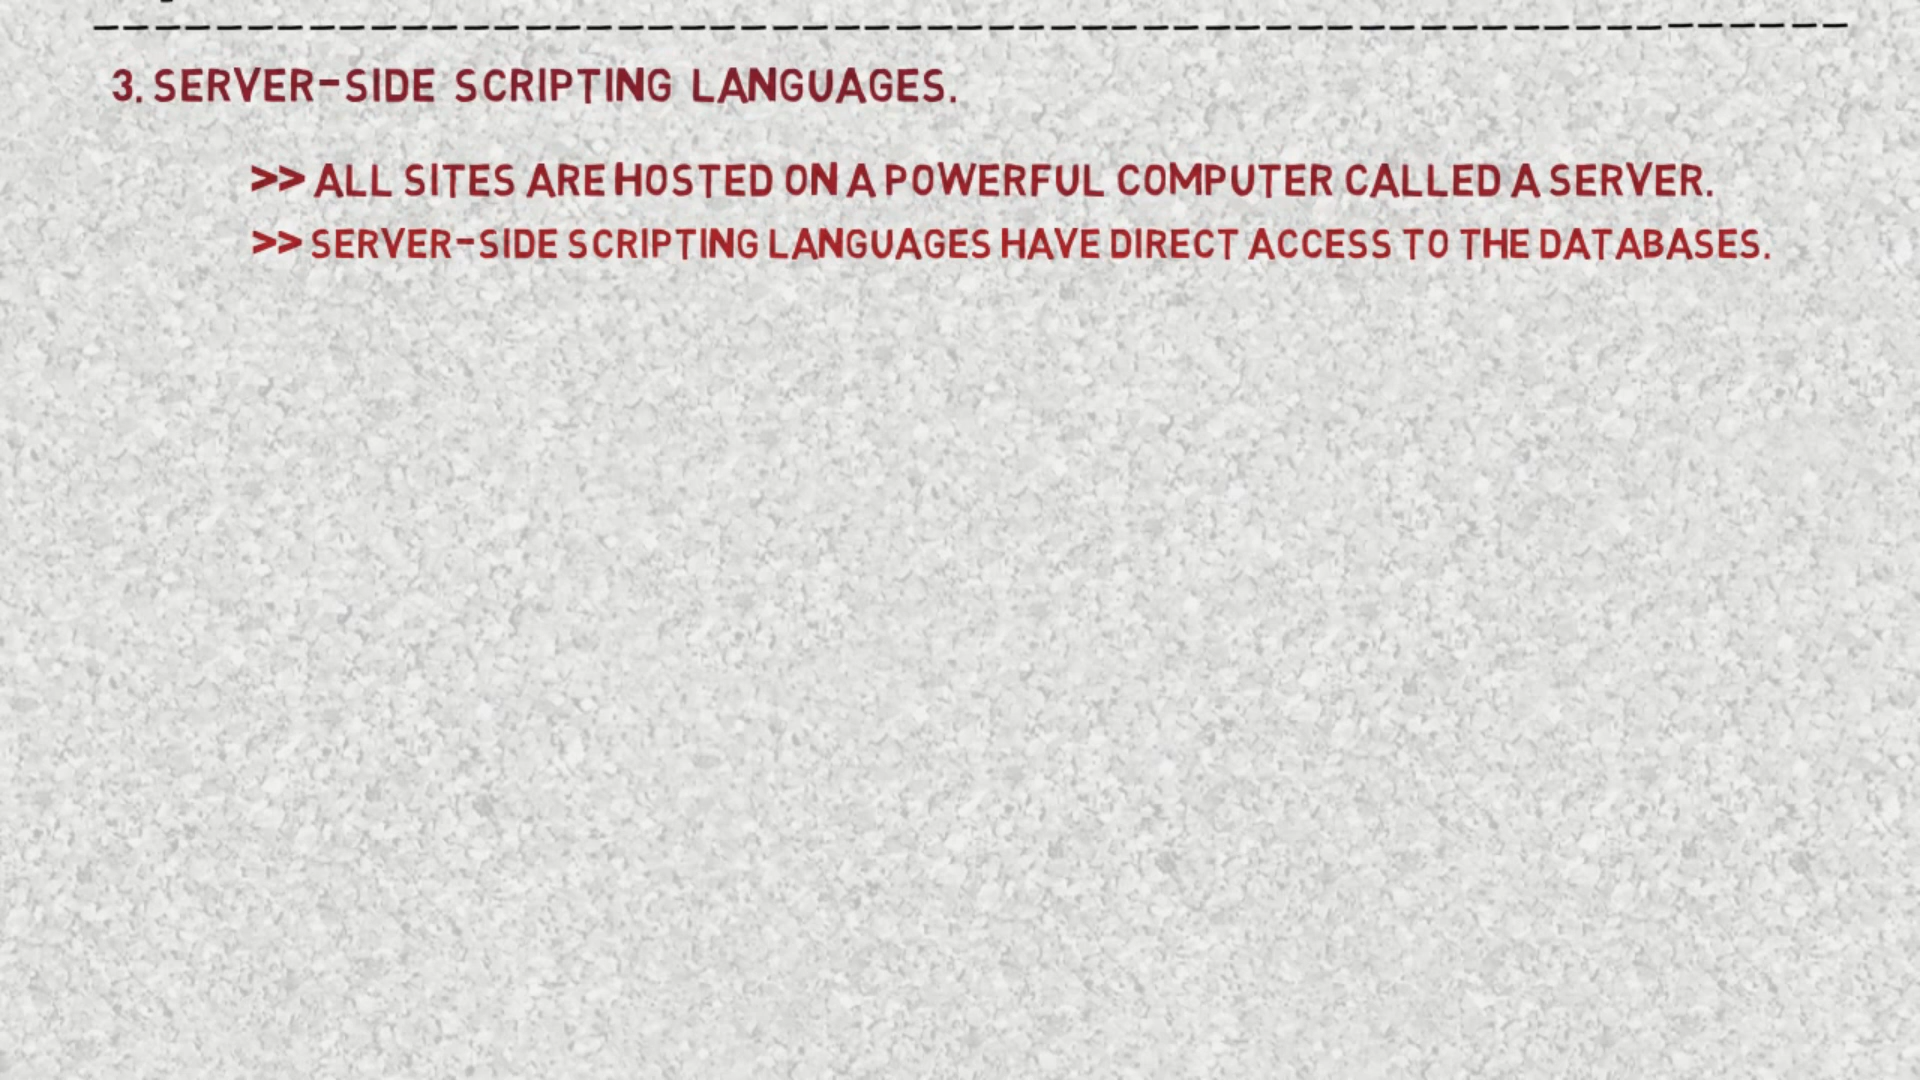 3. SERVER-SIDE SCRIPTING LANGUAGES.
>> ALL SITES ARE HOSTED ON A POWERFUL COMPUTER CALLED A SERVER.
>> SERVER-SIDE SCRIPTING LANGUAGES HAVE DIRECT ACCESS TO THE DATABASES.